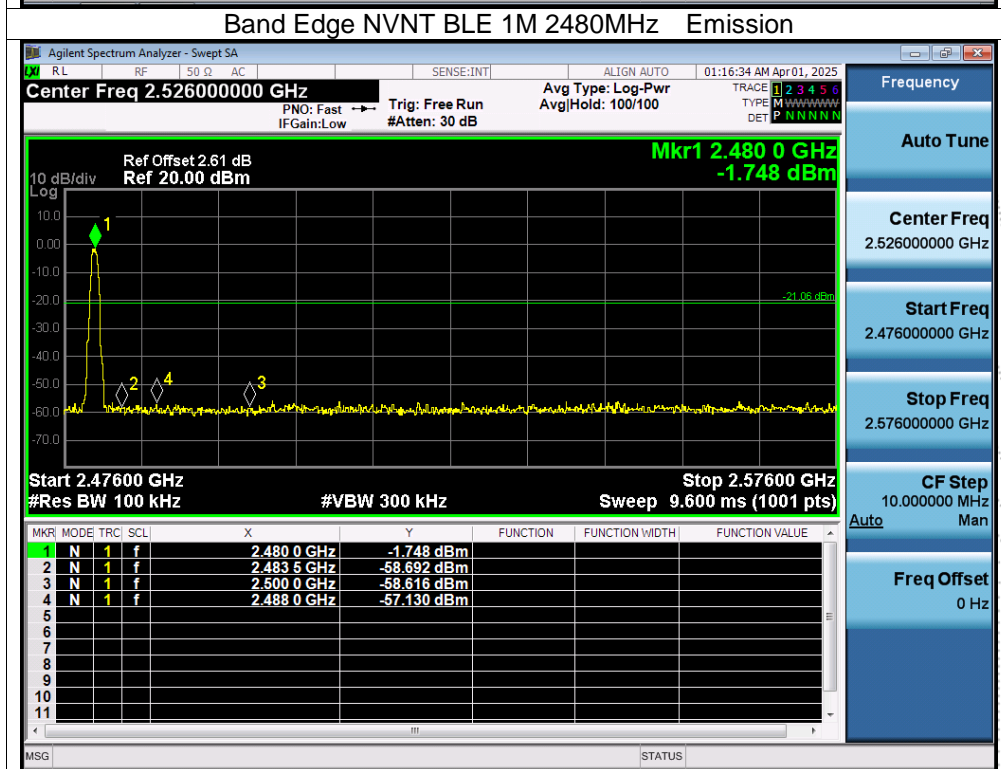 Band Edge NVNT BLE 1M 2480MHz Emission
Agilent Spectrum Analyzer - Swept SA
LXI RL RF 50 Ω AC SENSE:INT ALIGN AUTO 01:16:34 AM Apr 01, 2025
Center Freq 2.526000000 GHz
PNO: Fast
IFGain:Low
Trig: Free Run
#Atten: 30 dB
Avg Type: Log-Pwr
Avg|Hold: 100/100
TRACE 1 2 3 4 5 6
TYPE M WWWWW
DET P N N N N N
Frequency
Auto Tune
Center Freq
2.526000000 GHz
Start Freq
2.476000000 GHz
Stop Freq
2.576000000 GHz
CF Step
10.000000 MHz
Auto Man
Freq Offset
0 Hz
Mkr1 2.480 0 GHz
-1.748 dBm
Ref Offset 2.61 dB
10 dB/div Ref 20.00 dBm
Log
10.0
0.00
-10.0
-20.0
-30.0
-40.0
-50.0
-60.0
-70.0
1
-21.06 dBm
2
4
3
Start 2.47600 GHz Stop 2.57600 GHz
#Res BW 100 kHz #VBW 300 kHz Sweep 9.600 ms (1001 pts)
MKR MODE TRC SCL X Y FUNCTION FUNCTION WIDTH FUNCTION VALUE
1 N 1 f 2.480 0 GHz -1.748 dBm
2 N 1 f 2.483 5 GHz -58.692 dBm
3 N 1 f 2.500 0 GHz -58.616 dBm
4 N 1 f 2.488 0 GHz -57.130 dBm
5
6
7
8
9
10
11
MSG STATUS